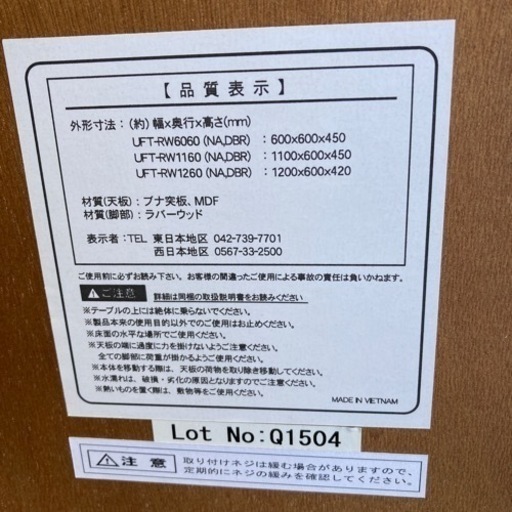 【品質表示】
外形寸法：(約) 幅×奥行×高さ(mm)
UFT-RW6060 (NA,DBR) ：600x600x450
UFT-RW1160 (NA,DBR) ：1100x600x450
UFT-RW1260 (NA,DBR) ：1200x600x420
材質(天板)：ブナ突板、MDF
材質(脚部)：ラバーウッド
表示者：TEL 東日本地区 042-739-7701
西日本地区 0567-33-2500
ご使用前に必ずお読み下さい。お客様の間違ったご使用による事故の責任は負いかねます。
⚠ご注意 詳細は同梱の取扱説明書をお読みください
※テーブルの上には絶体に乗らないでください。
※製品本来の使用目的以外でのご使用はお止めください。
※床面の水平な場所でご使用ください。
※天板の端に過度に力を掛けないようご注意ください。
全ての脚部に荷重が掛かるようご使用ください。
※本体を移動する際は、天板の荷物を取り除き移動してください。
※水濡れは、破損・劣化の原因となりますのでご注意ください。
※熱いものを置く際は、敷物等をご使用ください。
MADE IN VIETNAM
Lot No:Q1504
⚠注意 取り付けネジは緩む場合がありますので、
定期的にネジの緩みを確認してください。